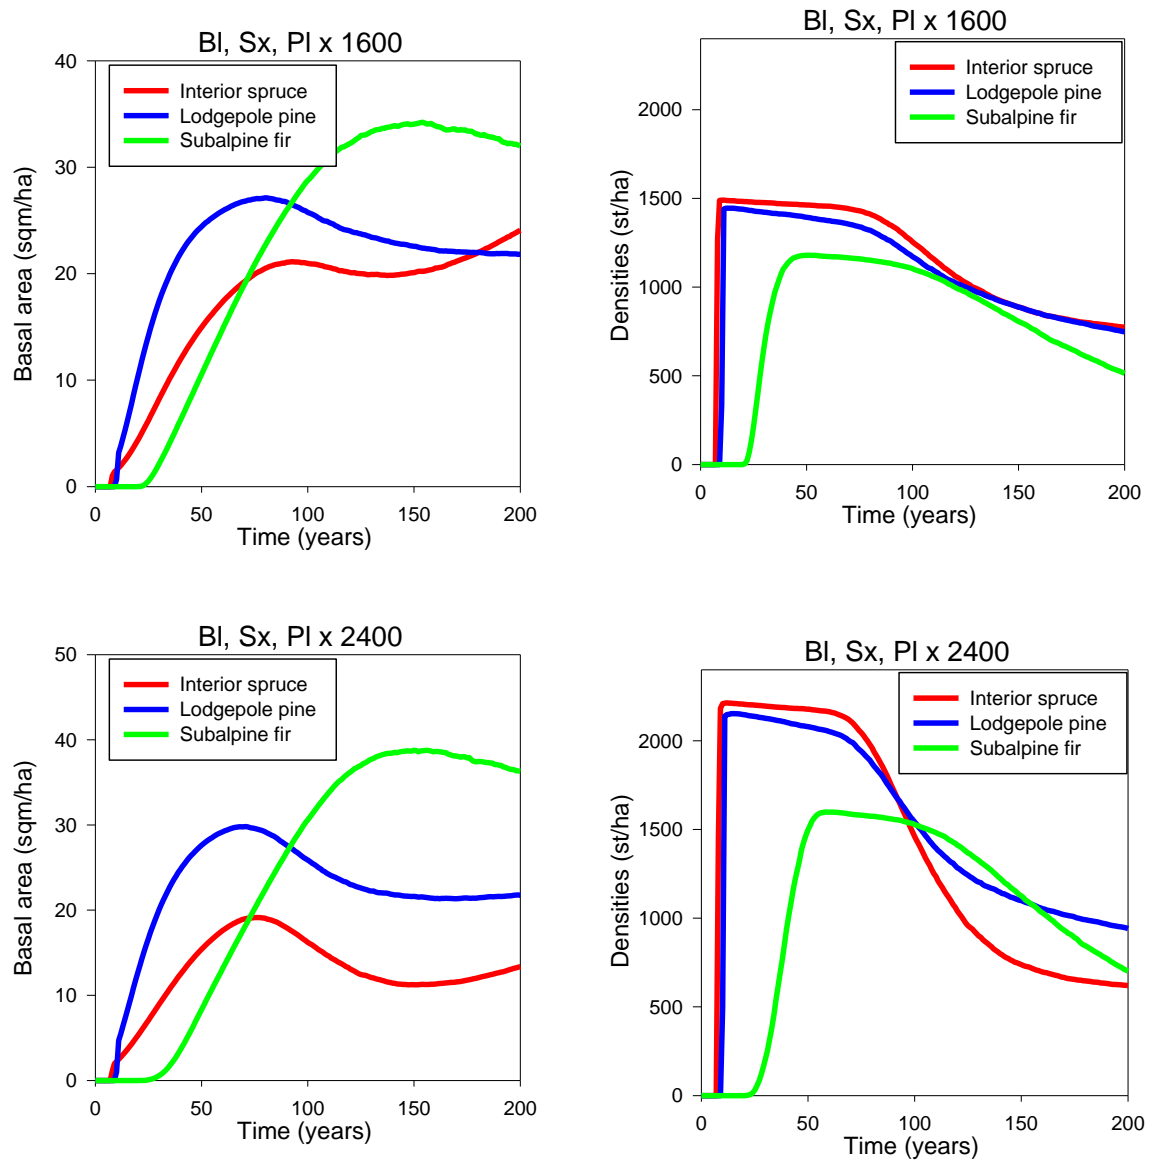 Bl, Sx, Pl x 1600
40
30
20
10
0
Basal area (sqm/ha)
Interior spruce
Lodgepole pine
Subalpine fir
0 50 100 150 200
Time (years)
Bl, Sx, Pl x 1600
2000
1500
1000
500
0
Densities (st/ha)
Interior spruce
Lodgepole pine
Subalpine fir
0 50 100 150 200
Time (years)
Bl, Sx, Pl x 2400
50
40
30
20
10
0
Basal area (sqm/ha)
Interior spruce
Lodgepole pine
Subalpine fir
0 50 100 150 200
Time (years)
Bl, Sx, Pl x 2400
2000
1500
1000
500
0
Densities (st/ha)
Interior spruce
Lodgepole pine
Subalpine fir
0 50 100 150 200
Time (years)